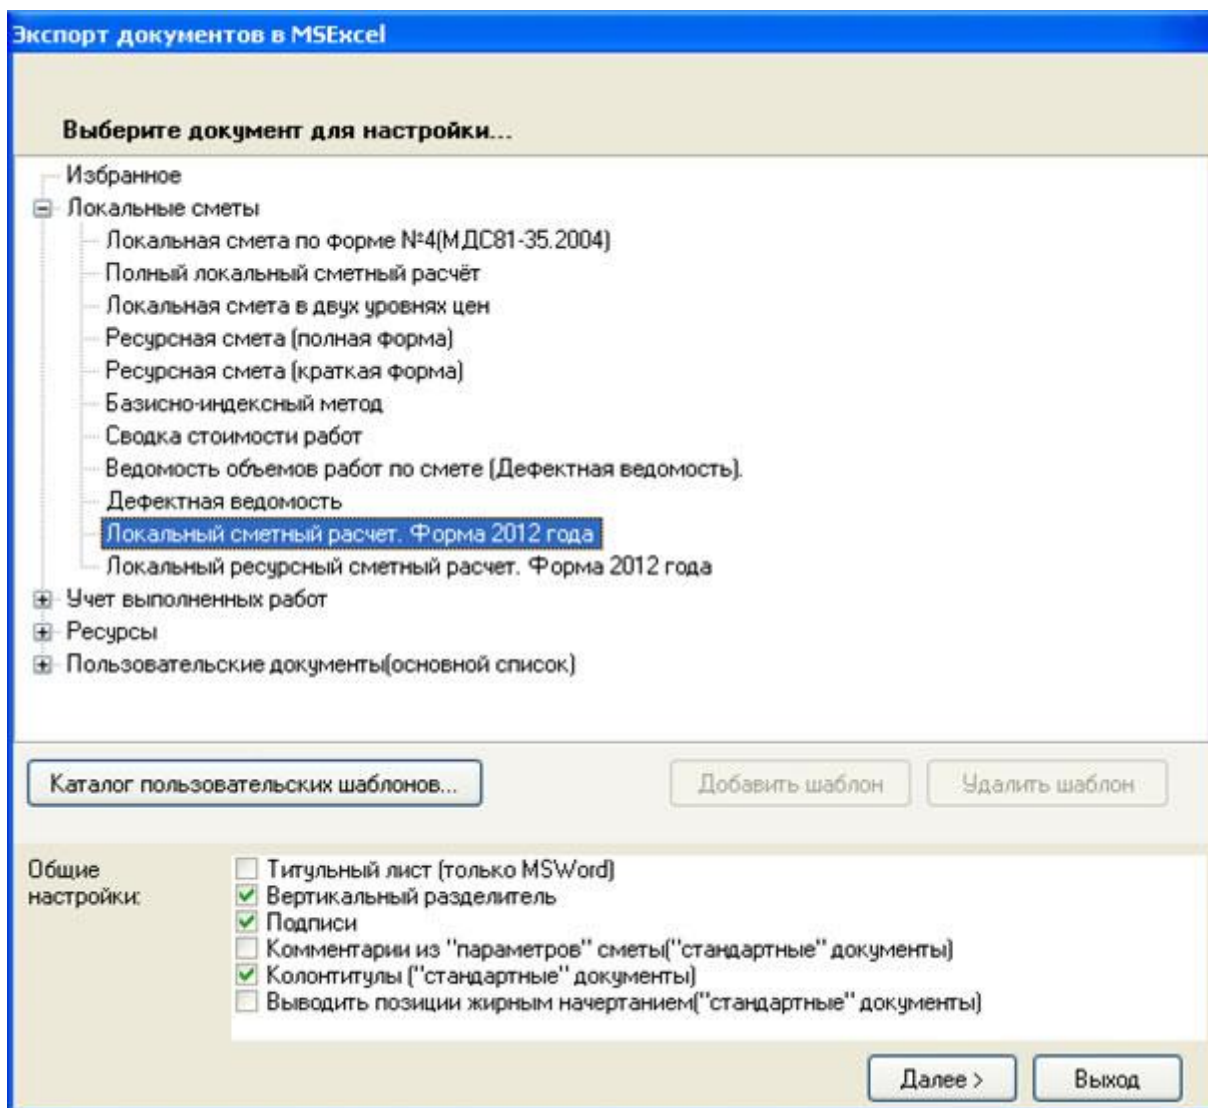 Экспорт документов в MSExcel
Выберите документ для настройки...
Избранное
Локальные сметы
Локальная смета по форме №4(МДС81-35.2004)
Полный локальный сметный расчёт
Локальная смета в двух уровнях цен
Ресурсная смета (полная форма)
Ресурсная смета (краткая форма)
Базисно-индексный метод
Сводка стоимости работ
Ведомость объемов работ по смете (Дефектная ведомость).
Дефектная ведомость
Локальный сметный расчет. Форма 2012 года
Локальный ресурсный сметный расчет. Форма 2012 года
Учет выполненных работ
Ресурсы
Пользовательские документы(основной список)
Каталог пользовательских шаблонов... Добавить шаблон Удалить шаблон
Общие настройки:
Титульный лист (только MSWord)
Вертикальный разделитель
Подписи
Комментарии из "параметров" сметы("стандартные" документы)
Колонтитулы ("стандартные" документы)
Выводить позиции жирным начертанием("стандартные" документы)
Далее > Выход